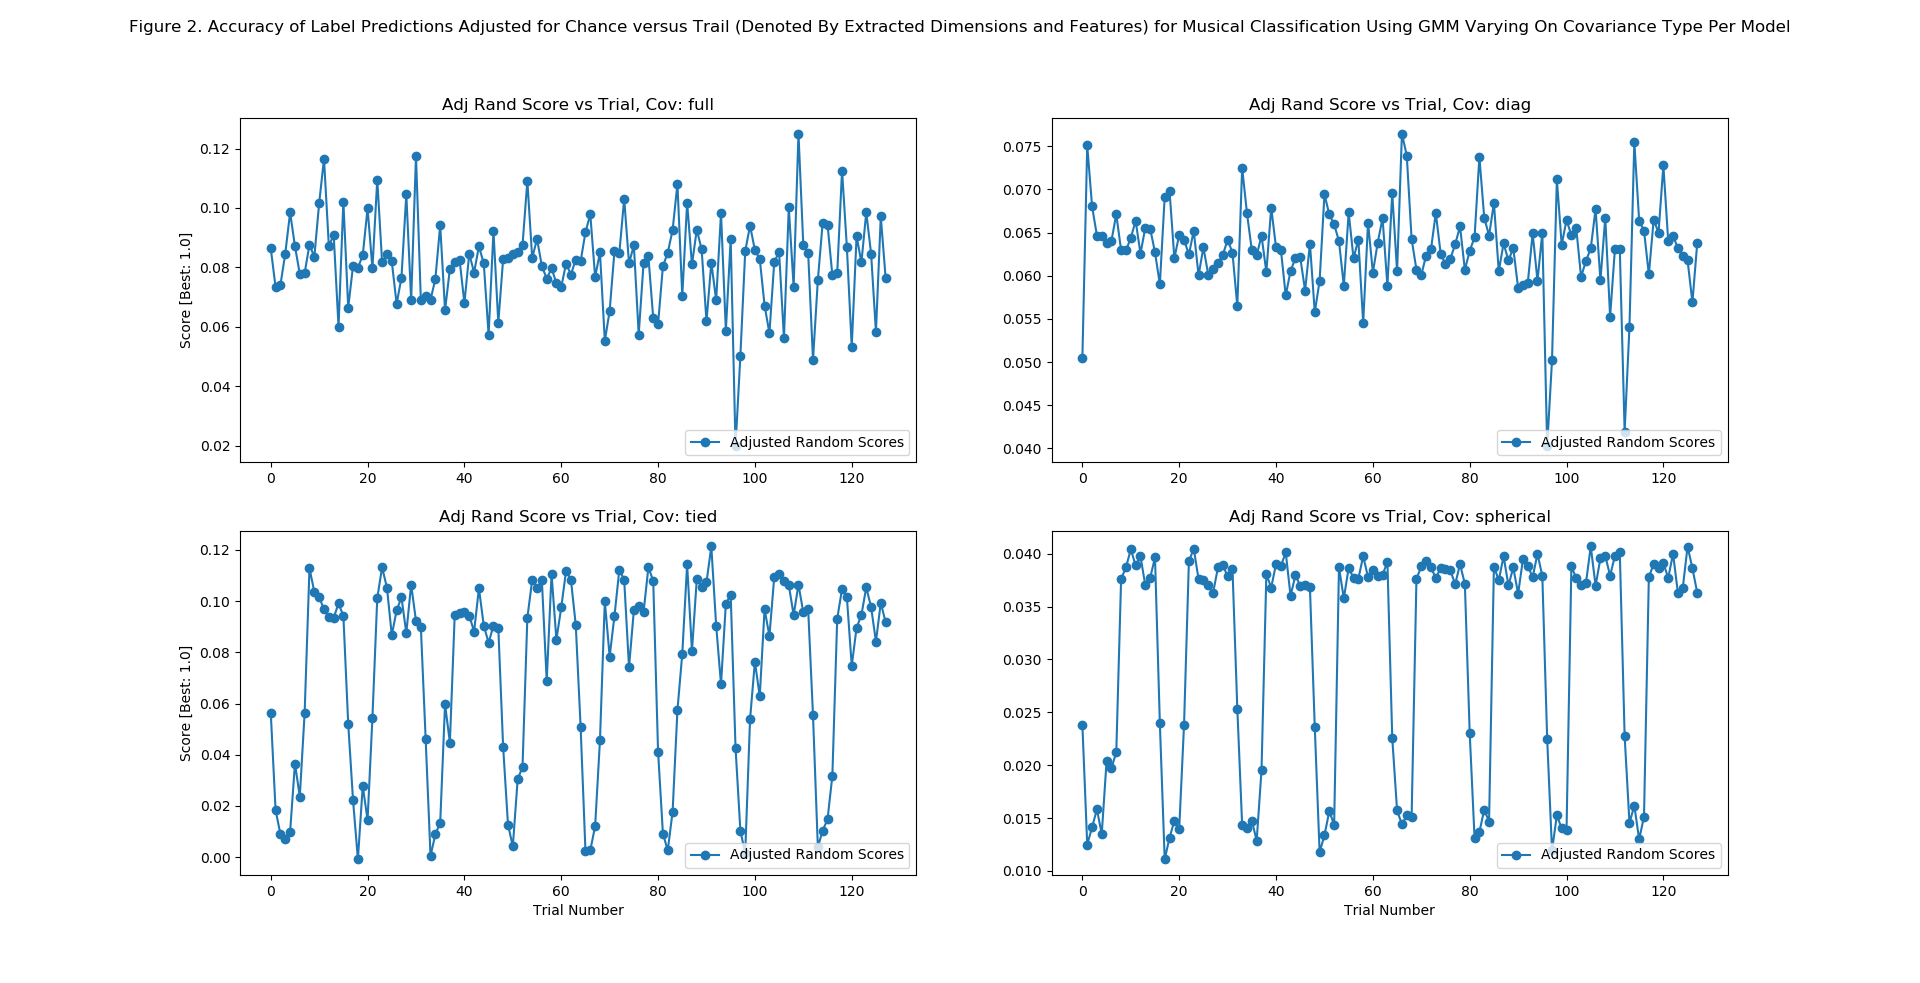 Figure 2. Accuracy of Label Predictions Adjusted for Chance versus Trail (Denoted By Extracted Dimensions and Features) for Musical Classification Using GMM Varying On Covariance Type Per Model
Adj Rand Score vs Trial, Cov: full
Score [Best: 1.0]
0.12
0.10
0.08
0.06
0.04
0.02
0 20 40 60 80 100 120
Adjusted Random Scores
Adj Rand Score vs Trial, Cov: diag
0.075
0.070
0.065
0.060
0.055
0.050
0.045
0.040
0 20 40 60 80 100 120
Adjusted Random Scores
Adj Rand Score vs Trial, Cov: tied
Score [Best: 1.0]
0.12
0.10
0.08
0.06
0.04
0.02
0.00
0 20 40 60 80 100 120
Trial Number
Adjusted Random Scores
Adj Rand Score vs Trial, Cov: spherical
0.040
0.035
0.030
0.025
0.020
0.015
0.010
0 20 40 60 80 100 120
Trial Number
Adjusted Random Scores